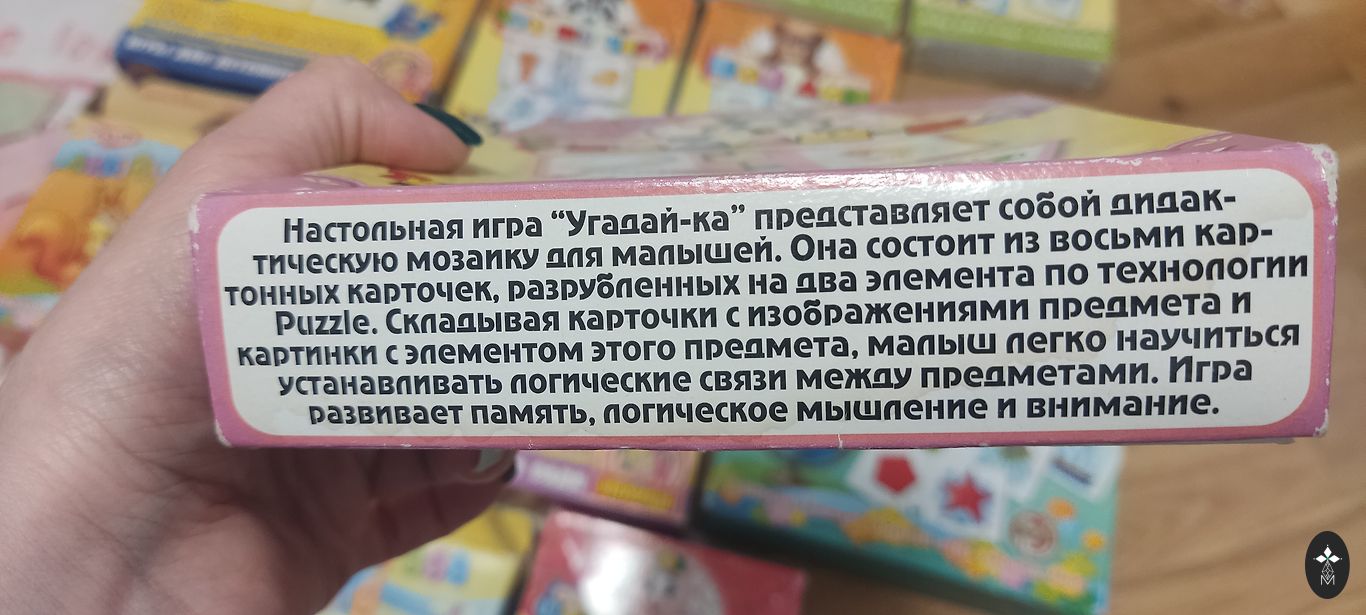 Настольная игра “Угадай-ка” представляет собой дидак-
тическую мозаику для малышей. Она состоит из восьми кар-
тонных карточек, разрубленных на два элемента по технологии
Puzzle. Складывая карточки с изображениями предмета и
картинки с элементом этого предмета, малыш легко научиться
устанавливать логические связи между предметами. Игра
развивает память, логическое мышление и внимание.